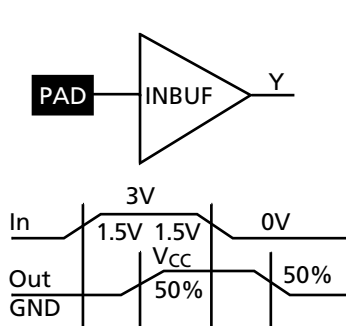 PAD
INBUF
Y
3V
In
1.5V 1.5V
0V
VCC
Out
50%
50%
GND